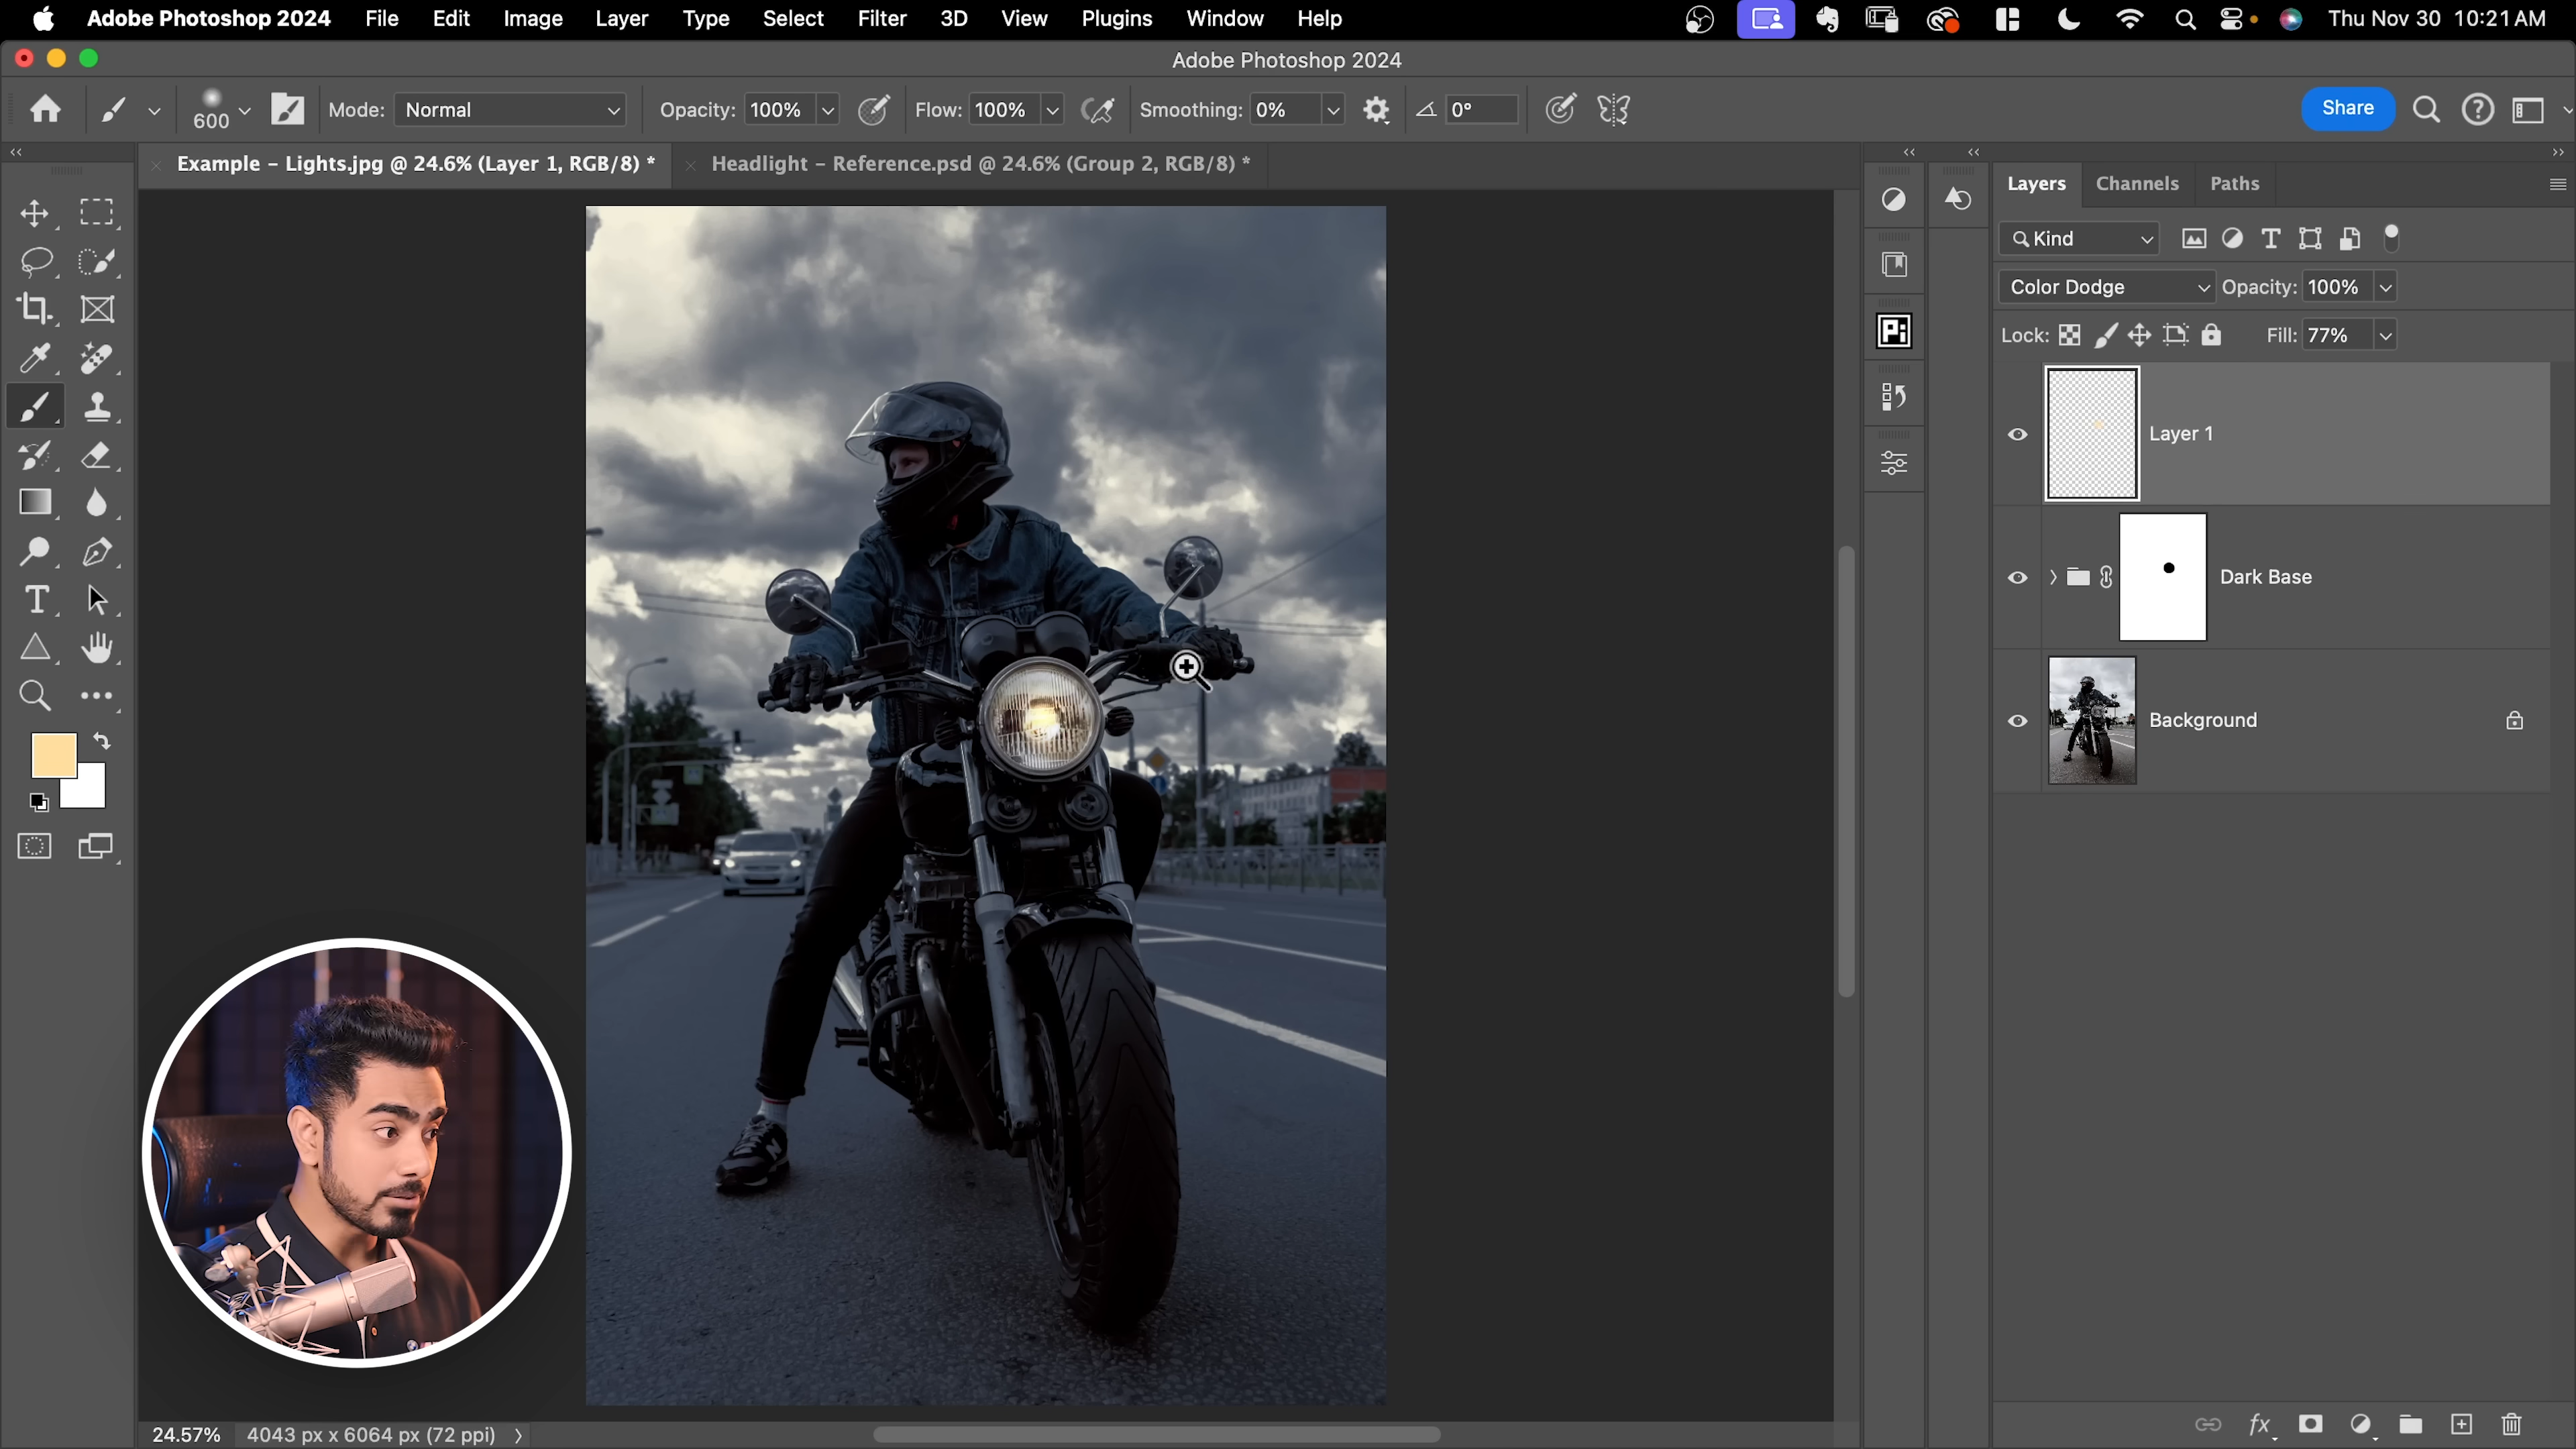 Adobe Photoshop 2024 File Edit Image Layer Type Select Filter 3D View Plugins Window Help Thu Nov 30 10:21 AM
Adobe Photoshop 2024
600 Mode: Normal Opacity: 100% Flow: 100% Smoothing: 0% 0° Share
Example - Lights.jpg @ 24.6% (Layer 1, RGB/8) * Headlight - Reference.psd @ 24.6% (Group 2, RGB/8) *
Layers Channels Paths
Kind
Color Dodge Opacity: 100%
Lock: Fill: 77%
Layer 1
Dark Base
Background
24.57% 4043 px x 6064 px (72 ppi)